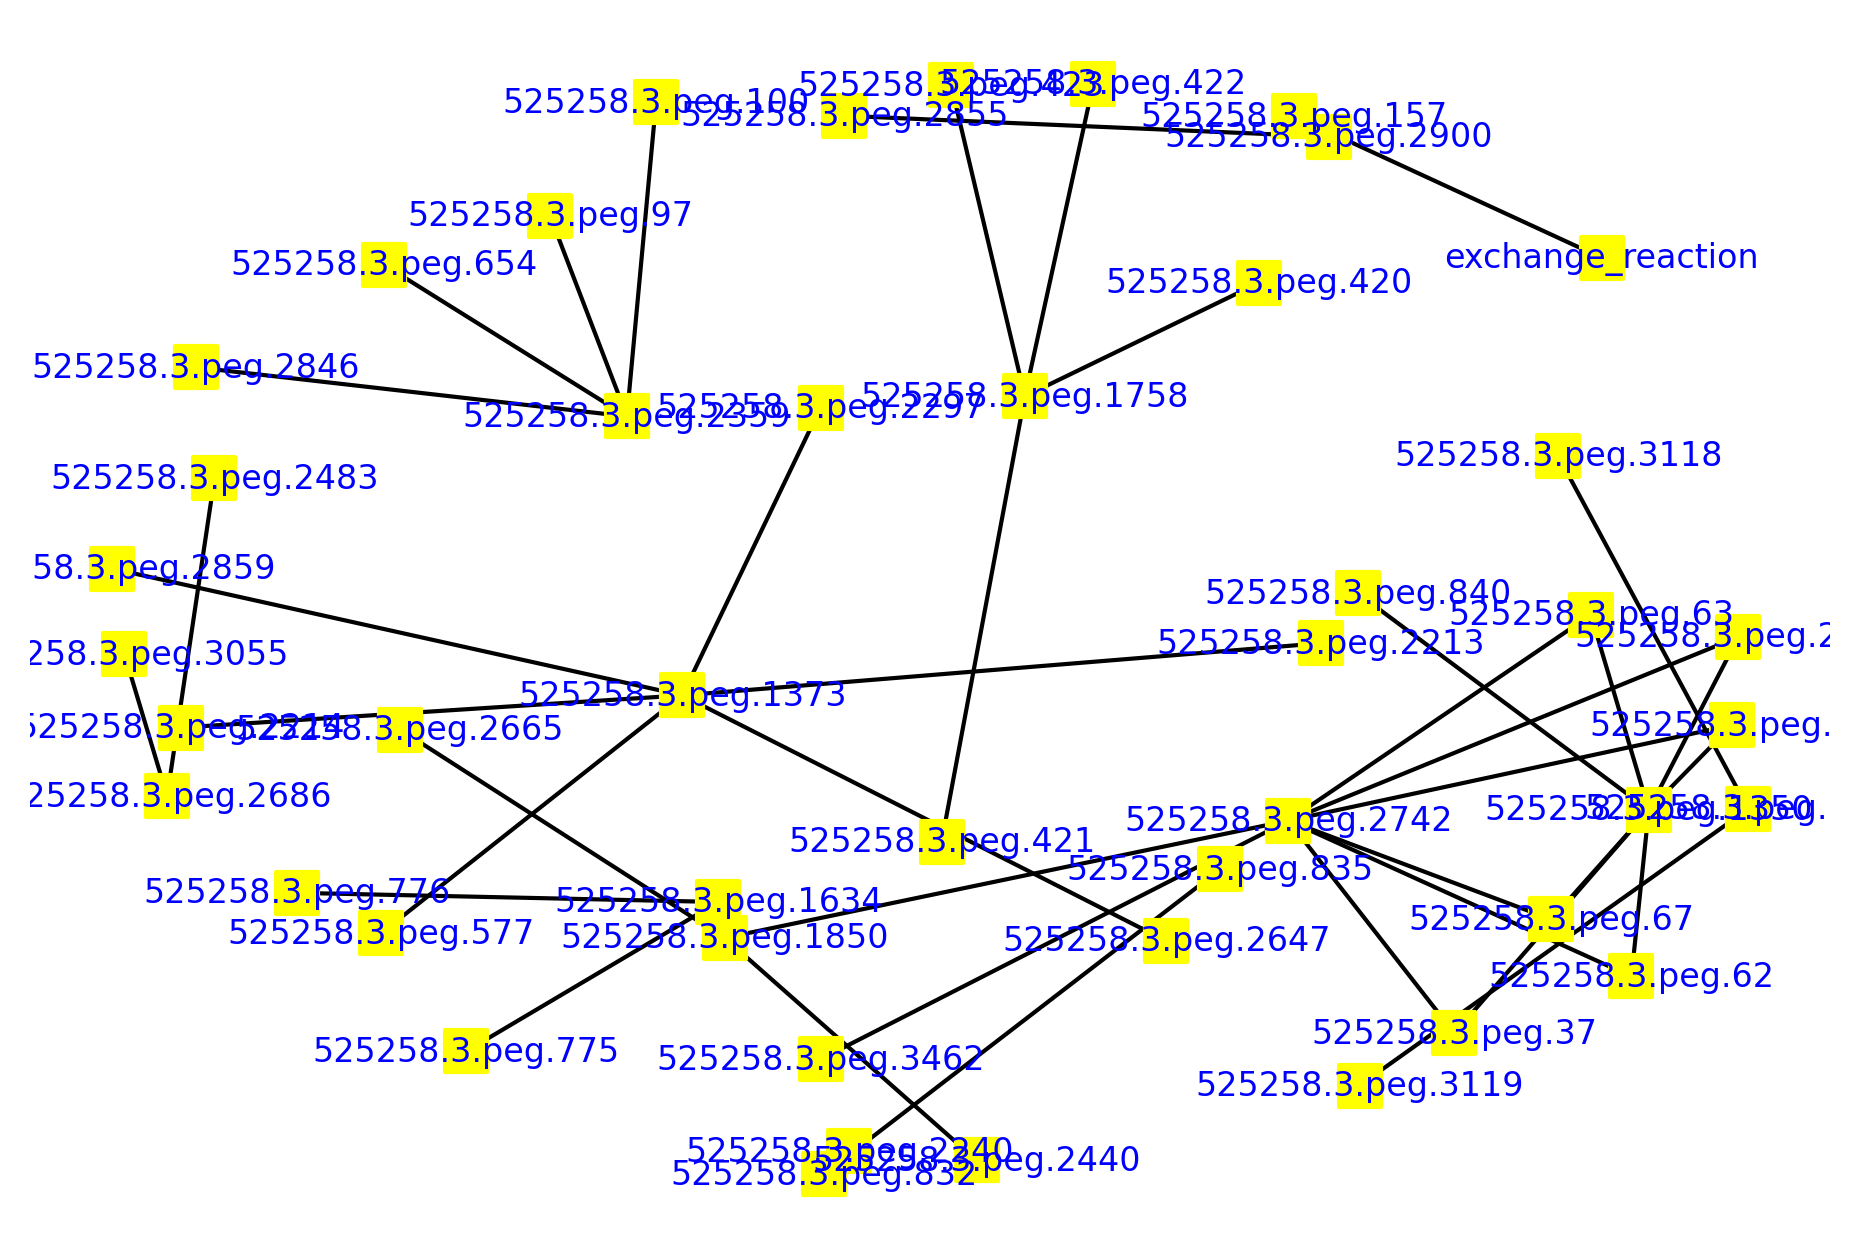 525258.3.peg.423
525258.3.peg.422
525258.3.peg.100
525258.3.peg.2855
525258.3.peg.157
525258.3.peg.2900
525258.3.peg.97
exchange_reaction
525258.3.peg.654
525258.3.peg.420
525258.3.peg.2846
525258.3.peg.1758
525258.3.peg.2297
525258.3.peg.2359
525258.3.peg.3118
525258.3.peg.2483
58.3.peg.2859
525258.3.peg.840
525258.3.peg.63
525258.3.peg.2
525258.3.peg.2213
258.3.peg.3055
525258.3.peg.1373
525258.3.peg.
525258.3.peg.2665
25258.3.peg.2686
525258.3.peg.1350
525258.3.peg.
525258.3.peg.2742
525258.3.peg.421
525258.3.peg.835
525258.3.peg.776
525258.3.peg.1634
525258.3.peg.67
525258.3.peg.577
525258.3.peg.1850
525258.3.peg.2647
525258.3.peg.62
525258.3.peg.37
525258.3.peg.775
525258.3.peg.3462
525258.3.peg.3119
525258.3.peg.2340
525258.3.peg.2440
525258.3.peg.832